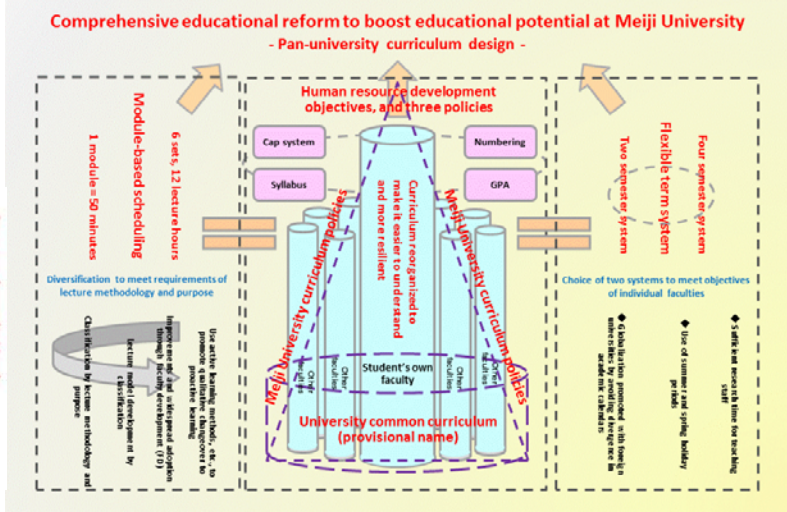 Comprehensive educational reform to boost educational potential at Meiji University
- Pan-university curriculum design -
6 sets, 12 lecture hours
Module-based scheduling
1 module = 50 minutes
Diversification to meet requirements of
lecture methodology and purpose
Use active learning methods, etc., to
promote qualitative changeover to
proactive learning
Improvement and widespread adoption
through faculty development (FD)
Lecture model development by
classification
Classification by lecture methodology and
purpose
Human resource development
objectives, and three policies
Cap system
Numbering
Syllabus
GPA
Curriculum reorganized to
make it easier to understand
and more resilient
Meiji University curriculum policies
Meiji University curriculum policies
Other
faculties
Other
faculties
Student's own
faculty
Other
faculties
Other
faculties
University common curriculum
(provisional name)
Four semester system
Flexible term system
Two semester system
Choice of two systems to meet objectives
of individual faculties
◆ Sufficient research time for teaching
staff
◆ Use of summer and spring holiday
periods
◆ Globalization promoted with foreign
universities by avoiding divergence in
academic calendars